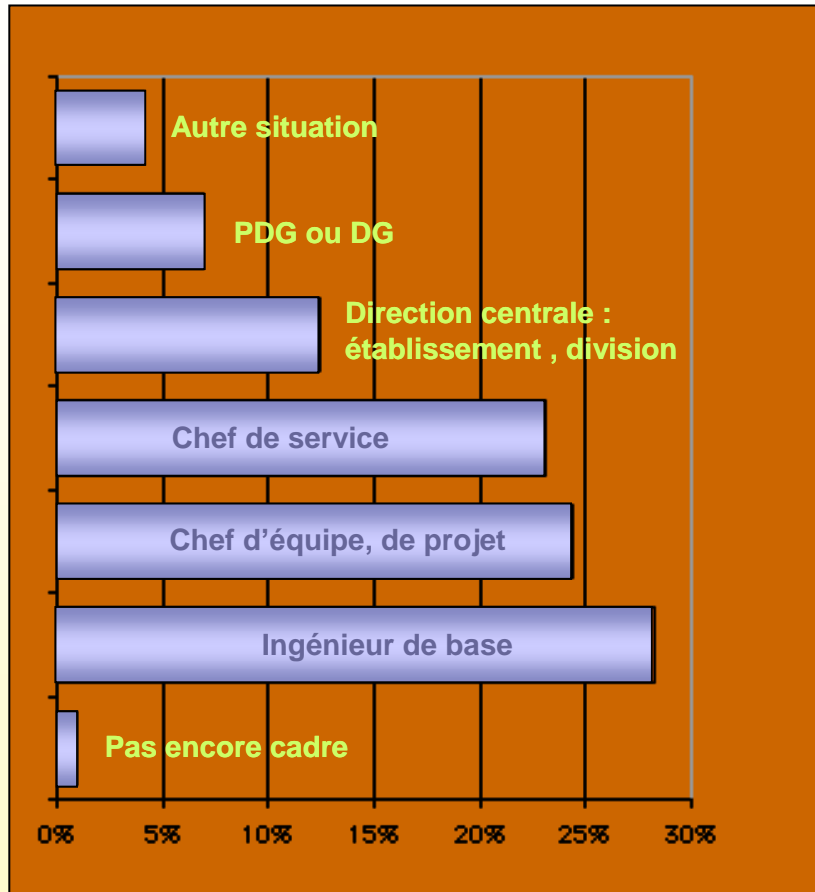 Autre situation
PDG ou DG
Direction centrale :
établissement , division
Chef de service
Chef d’équipe, de projet
Ingénieur de base
Pas encore cadre
0% 5% 10% 15% 20% 25% 30%